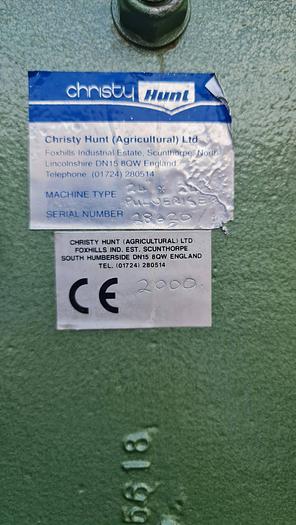 christy Hunt
Christy Hunt (Agricultural) Ltd
Foxhills Industrial Estate, Scunthorpe, North
Lincolnshire DN15 8QW England
Telephone (01724) 280514
MACHINE TYPE
PULVERISER
SERIAL NUMBER 28630
CHRISTY HUNT (AGRICULTURAL) LTD
FOXHILLS IND. EST. SCUNTHORPE
SOUTH HUMBERSIDE DN15 8QW ENGLAND
TEL. (01724) 280514
CE 2000
5618